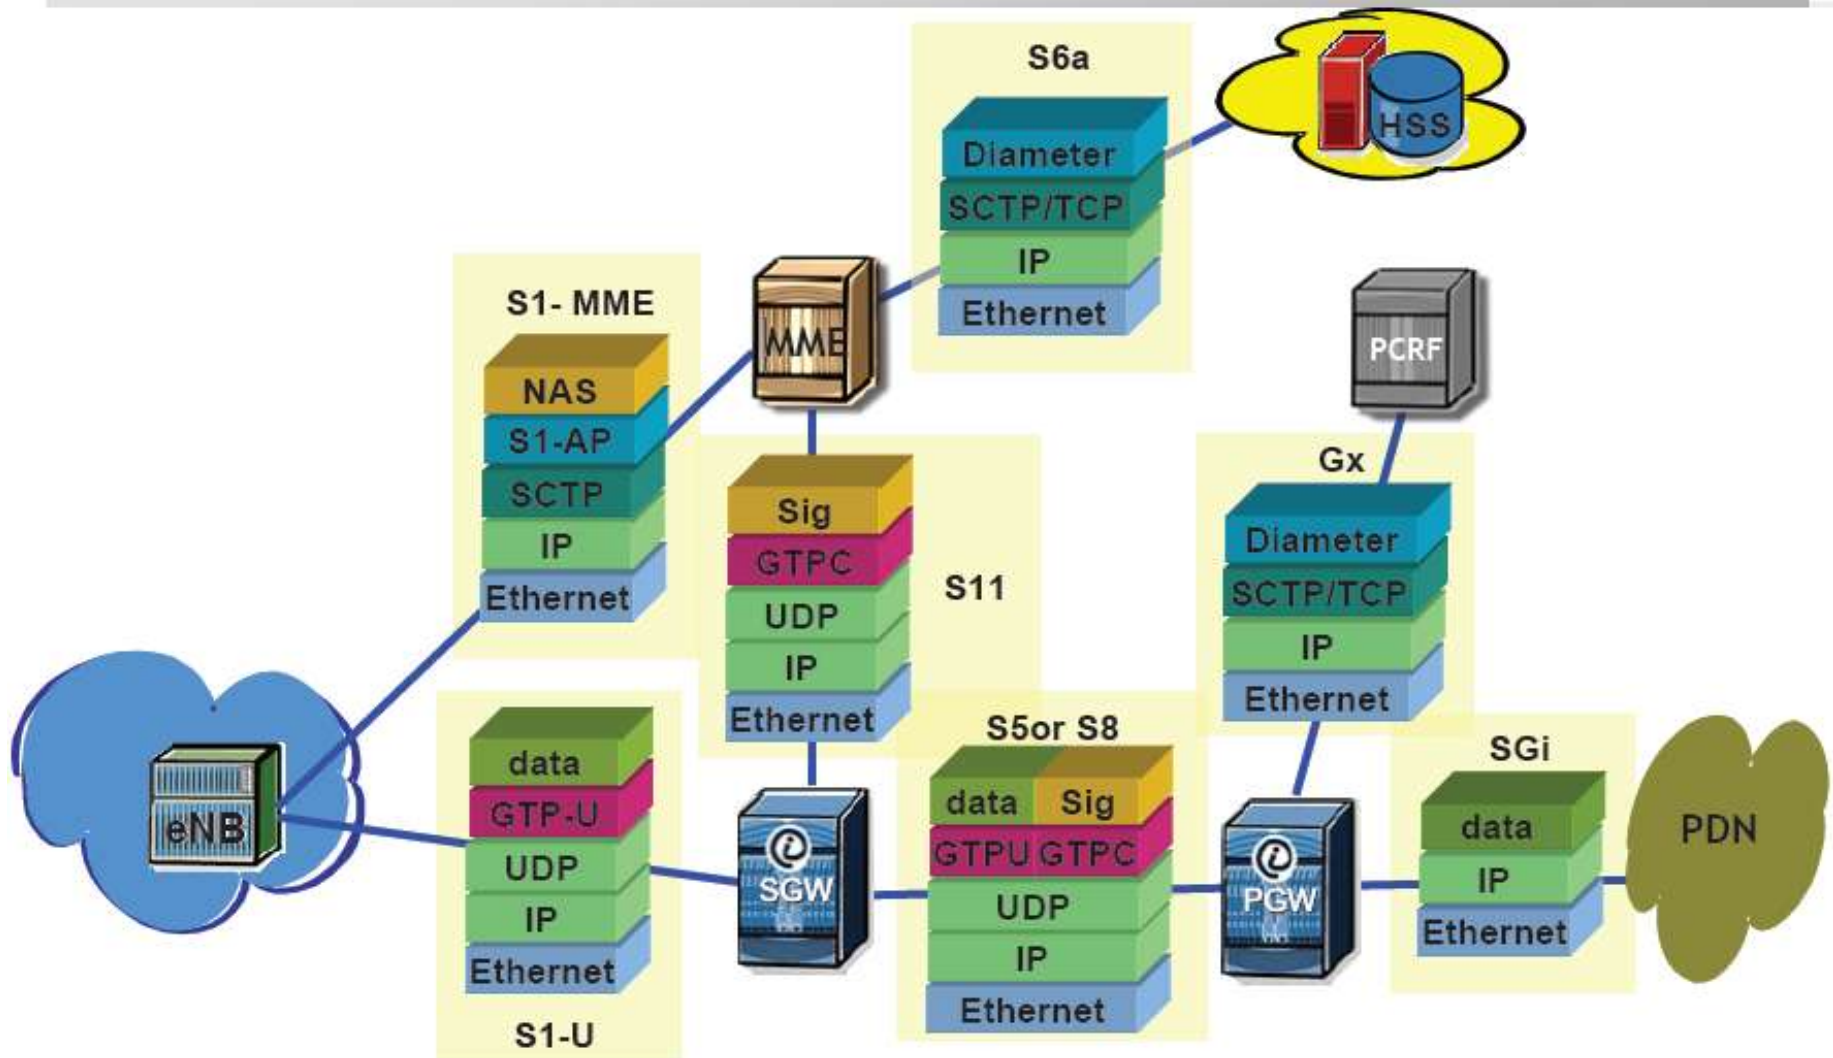 S6a
HSS
Diameter
SCTP/TCP
IP
Ethernet
S1- MME
NAS
S1-AP
SCTP
IP
Ethernet
MME
PCRF
Sig
GTPC
UDP
IP
Ethernet
S11
Gx
Diameter
SCTP/TCP
IP
Ethernet
eNB
data
GTP-U
UDP
IP
Ethernet
S1-U
SGW
S5or S8
data Sig
GTPU GTPC
UDP
IP
Ethernet
PGW
SGi
data
IP
Ethernet
PDN